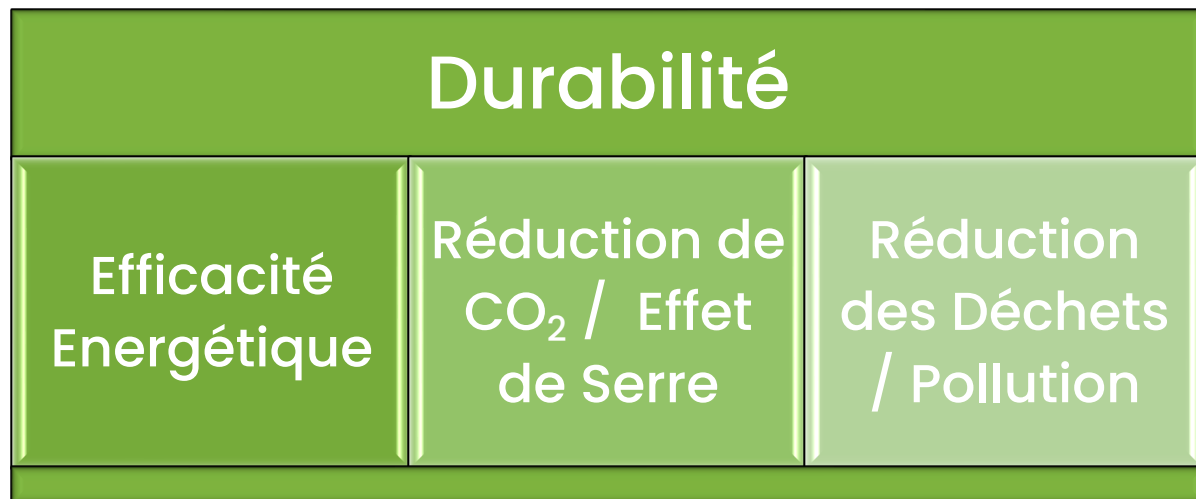 Durabilité
Efficacité
Energétique
Réduction de
CO₂ / Effet
de Serre
Réduction
des Déchets
/ Pollution